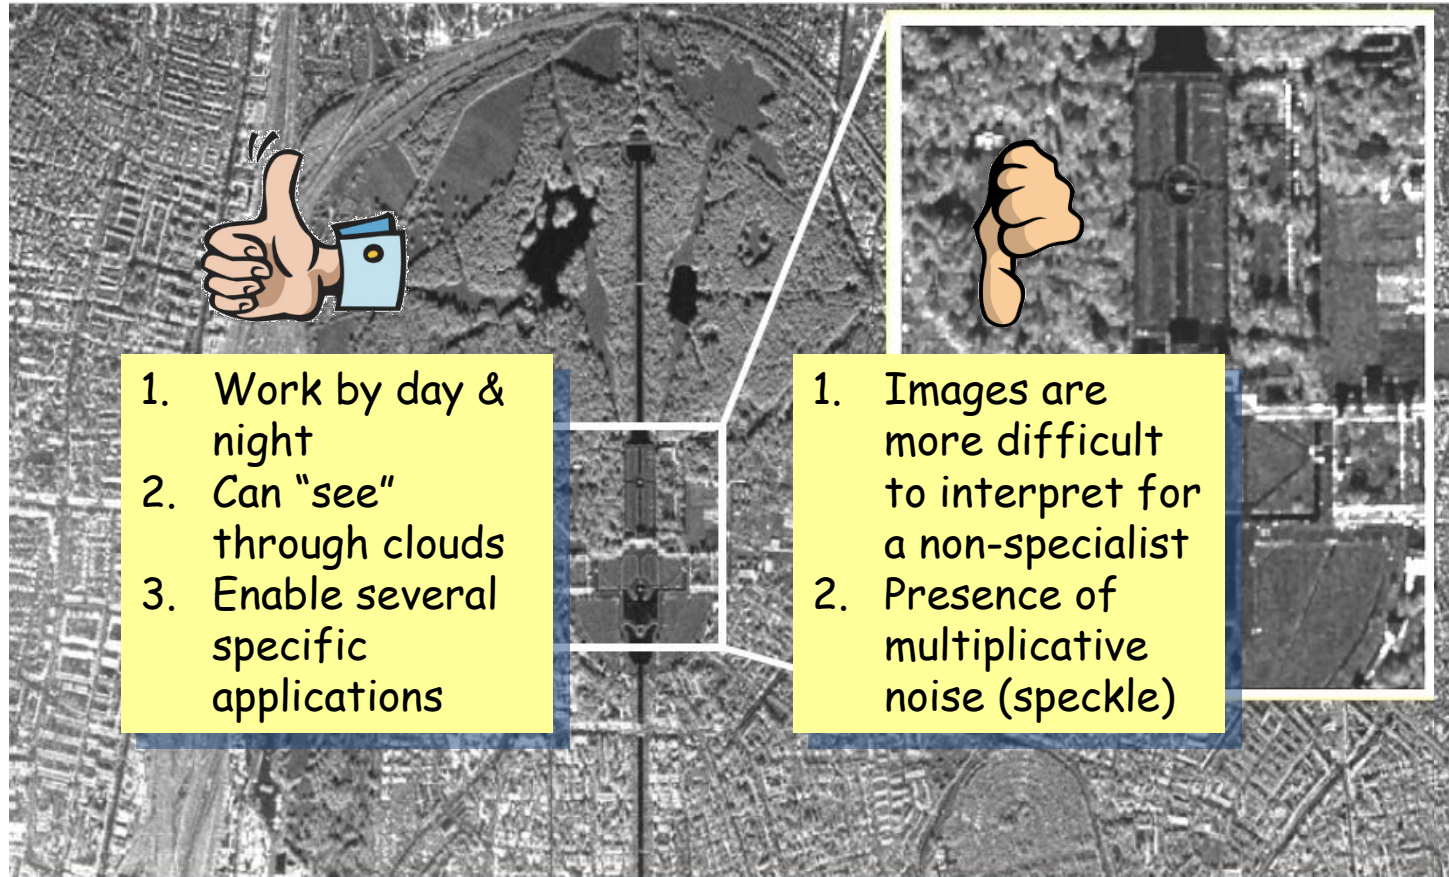 1. Work by day &
night
2. Can “see”
through clouds
3. Enable several
specific
applications
1. Images are
more difficult
to interpret for
a non-specialist
2. Presence of
multiplicative
noise (speckle)